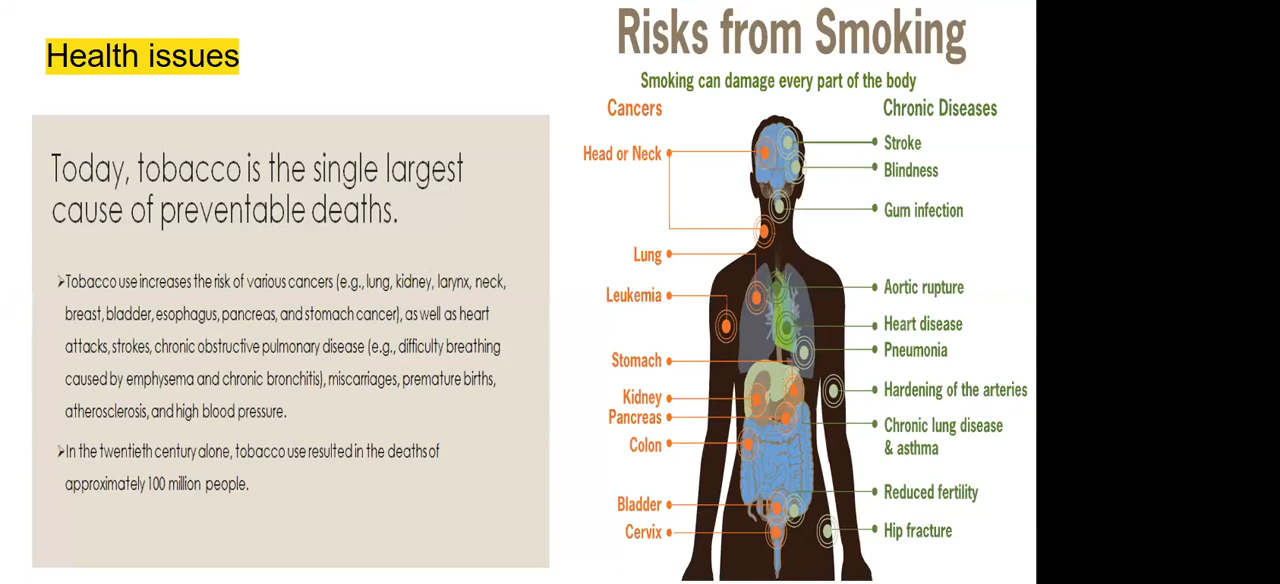 Health issues
Today, tobacco is the single largest
cause of preventable deaths.
➢Tobacco use increases the risk of various cancers (e.g., lung, kidney, larynx, neck,
breast, bladder, esophagus, pancreas, and stomach cancer), as well as heart
attacks, strokes, chronic obstructive pulmonary disease (e.g., difficulty breathing
caused by emphysema and chronic bronchitis), miscarriages, premature births,
atherosclerosis, and high blood pressure.
➢In the twentieth century alone, tobacco use resulted in the deaths of
approximately 100 million people.
Risks from Smoking
Smoking can damage every part of the body
Cancers
Head or Neck
Lung
Leukemia
Stomach
Kidney
Pancreas
Colon
Bladder
Cervix
Chronic Diseases
Stroke
Blindness
Gum infection
Aortic rupture
Heart disease
Pneumonia
Hardening of the arteries
Chronic lung disease
& asthma
Reduced fertility
Hip fracture